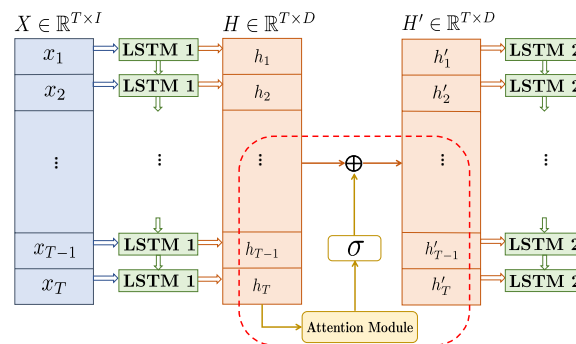 X ∈ ℝ^{T×I} H ∈ ℝ^{T×D} H′ ∈ ℝ^{T×D}
x_1 LSTM 1 h_1 h′_1 LSTM 2
x_2 LSTM 1 h_2 h′_2 LSTM 2
⋮ ⋮ ⋮ ⊕ ⋮ ⋮
x_{T−1} LSTM 1 h_{T−1} σ h′_{T−1} LSTM 2
x_T LSTM 1 h_T h′_T LSTM 2
Attention Module